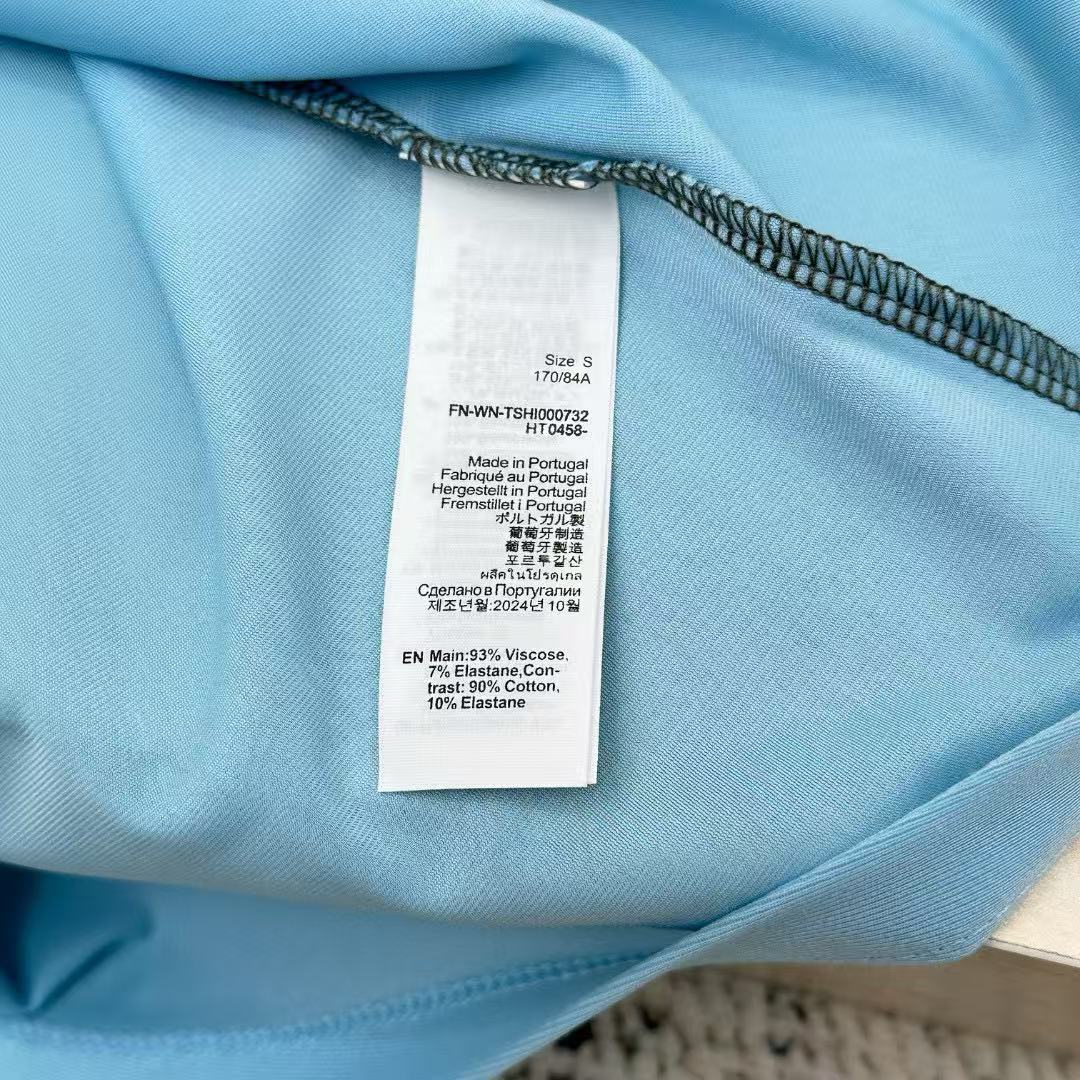 Size S
170/84A
FN-WN-TSHI000732
HT0458-
Made in Portugal
Fabriqué au Portugal
Hergestellt in Portugal
Fremstillet i Portugal
ポルトガル製
葡萄牙制造
葡萄牙製造
포르투갈산
ผลิตในโปรตุเกส
Сделано в Португалии
제조년월:2024년 10월
EN Main:93% Viscose,
7% Elastane,Con-
trast: 90% Cotton,
10% Elastane